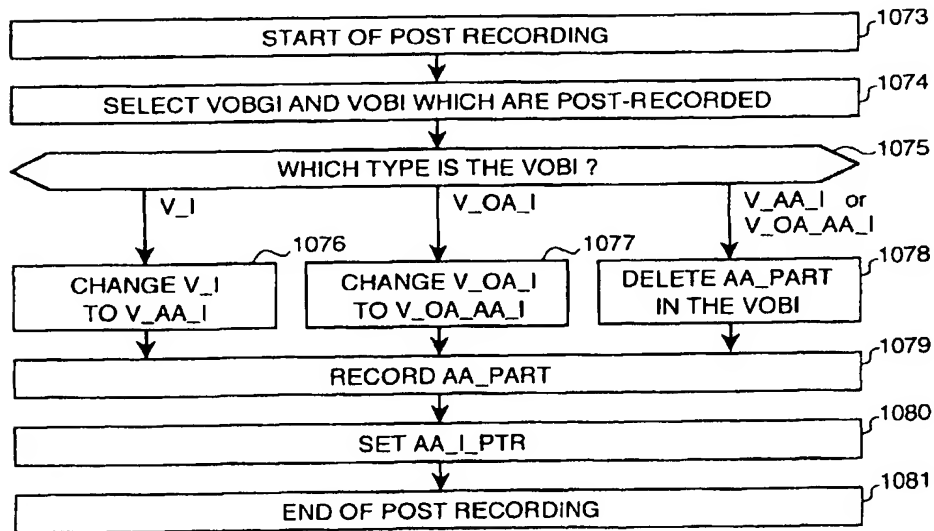 1073
START OF POST RECORDING
1074
SELECT VOBGI AND VOBI WHICH ARE POST-RECORDED
1075
WHICH TYPE IS THE VOBI ?
V_I
V_OA_I
V_AA_I or
V_OA_AA_I
1076
CHANGE V_I
TO V_AA_I
1077
CHANGE V_OA_I
TO V_OA_AA_I
1078
DELETE AA_PART
IN THE VOBI
1079
RECORD AA_PART
1080
SET AA_I_PTR
1081
END OF POST RECORDING